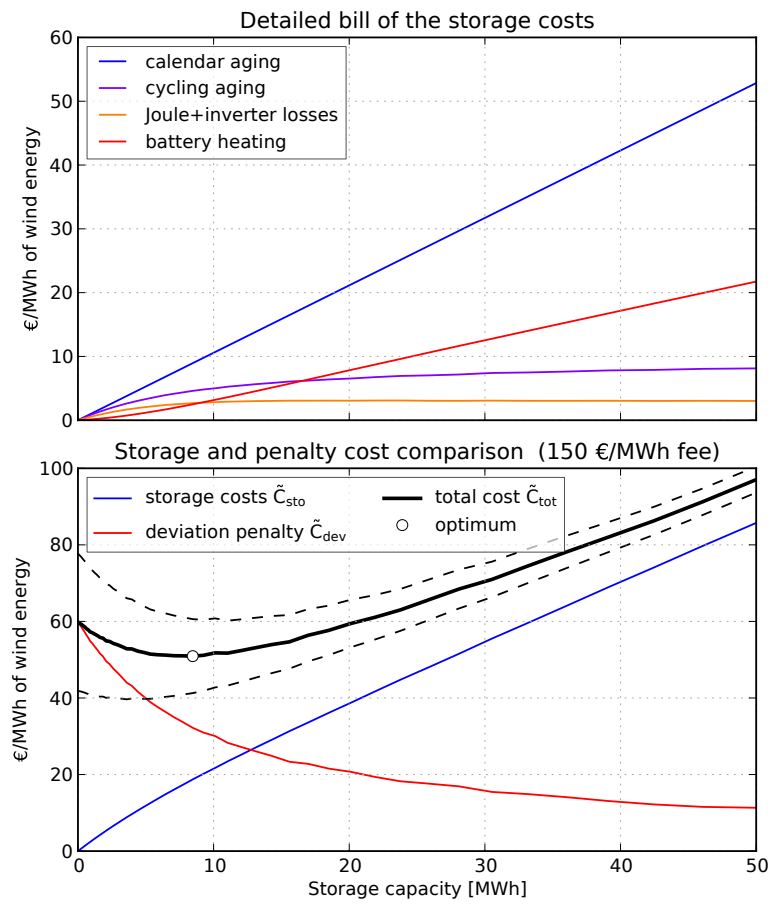 Detailed bill of the storage costs
60
50
40
30
20
10
0
€/MWh of wind energy
calendar aging
cycling aging
Joule+inverter losses
battery heating
Storage and penalty cost comparison (150 €/MWh fee)
100
80
60
40
20
0
€/MWh of wind energy
storage costs C̃sto
deviation penalty C̃dev
total cost C̃tot
optimum
0 10 20 30 40 50
Storage capacity [MWh]